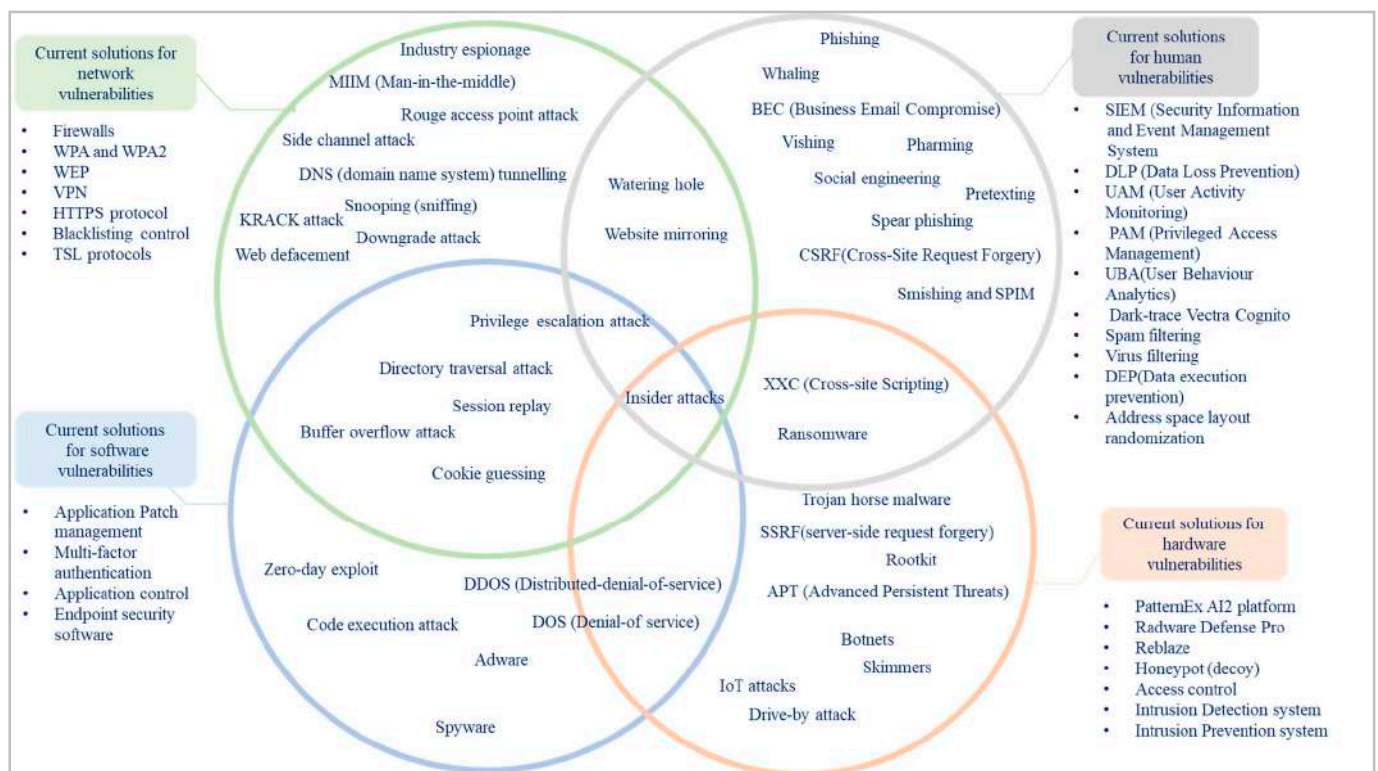 Current solutions for
network
vulnerabilities
• Firewalls
• WPA and WPA2
• WEP
• VPN
• HTTPS protocol
• Blacklisting control
• TSL protocols
Industry espionage
MIIM (Man-in-the-middle)
Rouge access point attack
Side channel attack
DNS (domain name system) tunnelling
Snooping (sniffing)
KRACK attack
Downgrade attack
Web defacement
Watering hole
Website mirroring
Phishing
Whaling
BEC (Business Email Compromise)
Vishing
Pharming
Social engineering
Pretexting
Spear phishing
CSRF(Cross-Site Request Forgery)
Smishing and SPIM
Current solutions
for human
vulnerabilities
• SIEM (Security Information
and Event Management
System
• DLP (Data Loss Prevention)
• UAM (User Activity
Monitoring)
• PAM (Privileged Access
Management)
• UBA(User Behaviour
Analytics)
• Dark-trace Vectra Cognito
• Spam filtering
• Virus filtering
• DEP(Data execution
prevention)
• Address space layout
randomization
Privilege escalation attack
Directory traversal attack
Session replay
Buffer overflow attack
Cookie guessing
Insider attacks
XXC (Cross-site Scripting)
Ransomware
Current solutions
for software
vulnerabilities
• Application Patch
management
• Multi-factor
authentication
• Application control
• Endpoint security
software
Zero-day exploit
DDOS (Distributed-denial-of-service)
Code execution attack
DOS (Denial-of service)
Adware
Spyware
Trojan horse malware
SSRF(server-side request forgery)
Rootkit
APT (Advanced Persistent Threats)
Botnets
Skimmers
IoT attacks
Drive-by attack
Current solutions for
hardware
vulnerabilities
• PatternEx AI2 platform
• Radware Defense Pro
• Reblaze
• Honeypot (decoy)
• Access control
• Intrusion Detection system
• Intrusion Prevention system